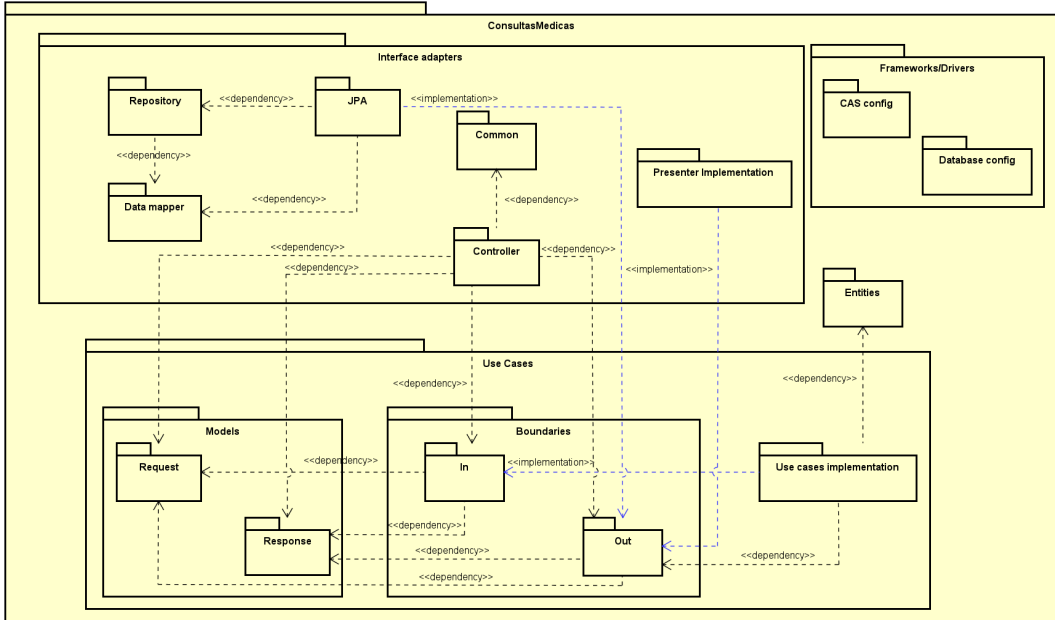 ConsultasMedicas
Interface adapters
Frameworks/Drivers
Repository
<<dependency>>
JPA
<<implementation>>
CAS config
Common
<<dependency>>
Database config
Presenter Implementation
Data mapper
<<dependency>>
<<dependency>>
<<dependency>>
Controller
<<dependency>>
<<dependency>>
<<implementation>>
Entities
Use Cases
<<dependency>>
<<dependency>>
Models
Boundaries
Request
<<dependency>>
In
<<implementation>>
Use cases implementation
<<dependency>>
Response
Out
<<dependency>>
<<dependency>>
<<dependency>>